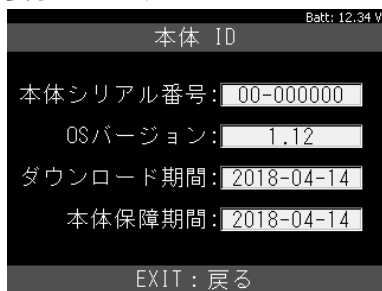 Batt: 12.34 V
本体 ID
本体シリアル番号: 00-000000
OSバージョン: 1.12
ダウンロード期間: 2018-04-14
本体保障期間: 2018-04-14
EXIT：戻る